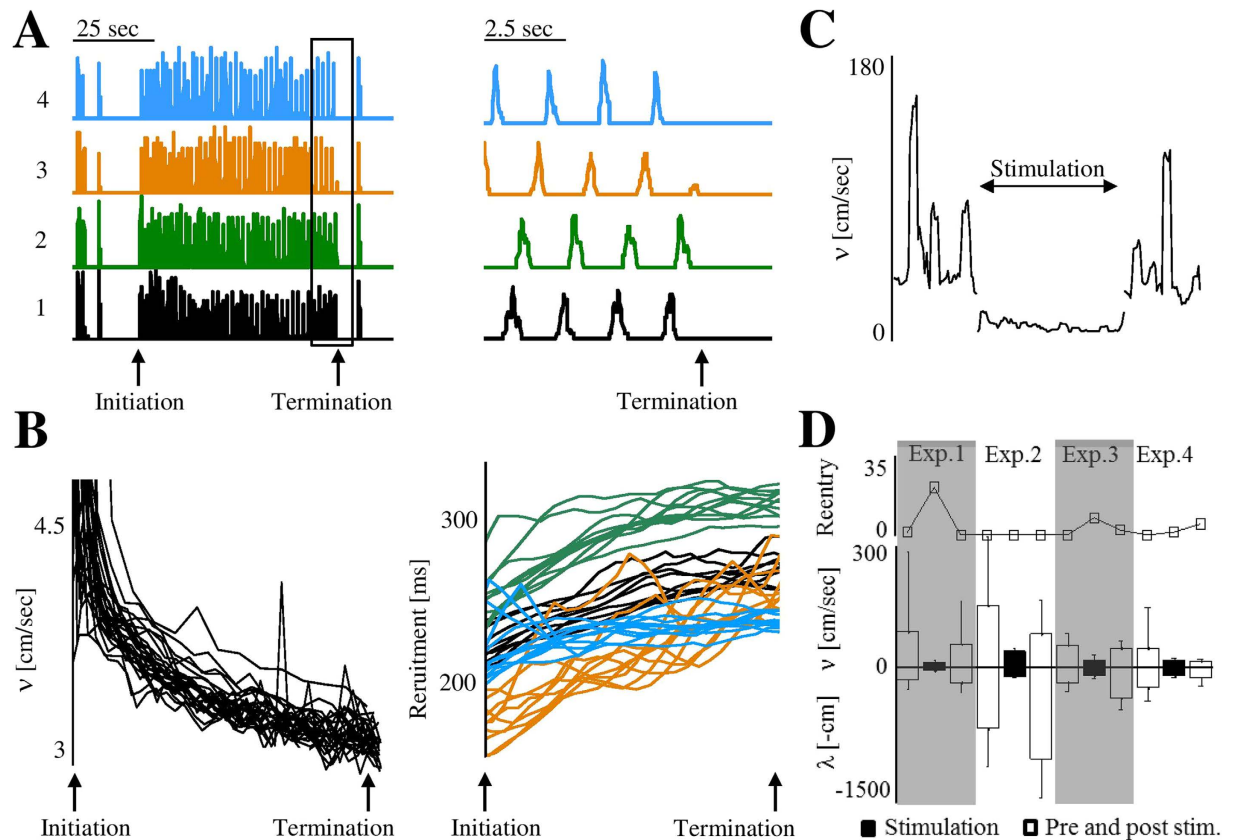 A
25 sec
2.5 sec
4
3
2
1
Initiation
Termination
Termination
B
4.5
ν [cm/sec]
3
Initiation
Termination
300
Reruitment [ms]
200
Initiation
Termination
C
180
ν [cm/sec]
0
Stimulation
D
Exp.1
Exp.2
Exp.3
Exp.4
35
Reentry
0
300
ν [cm/sec]
0
λ [-cm]
-1500
Stimulation
Pre and post stim.